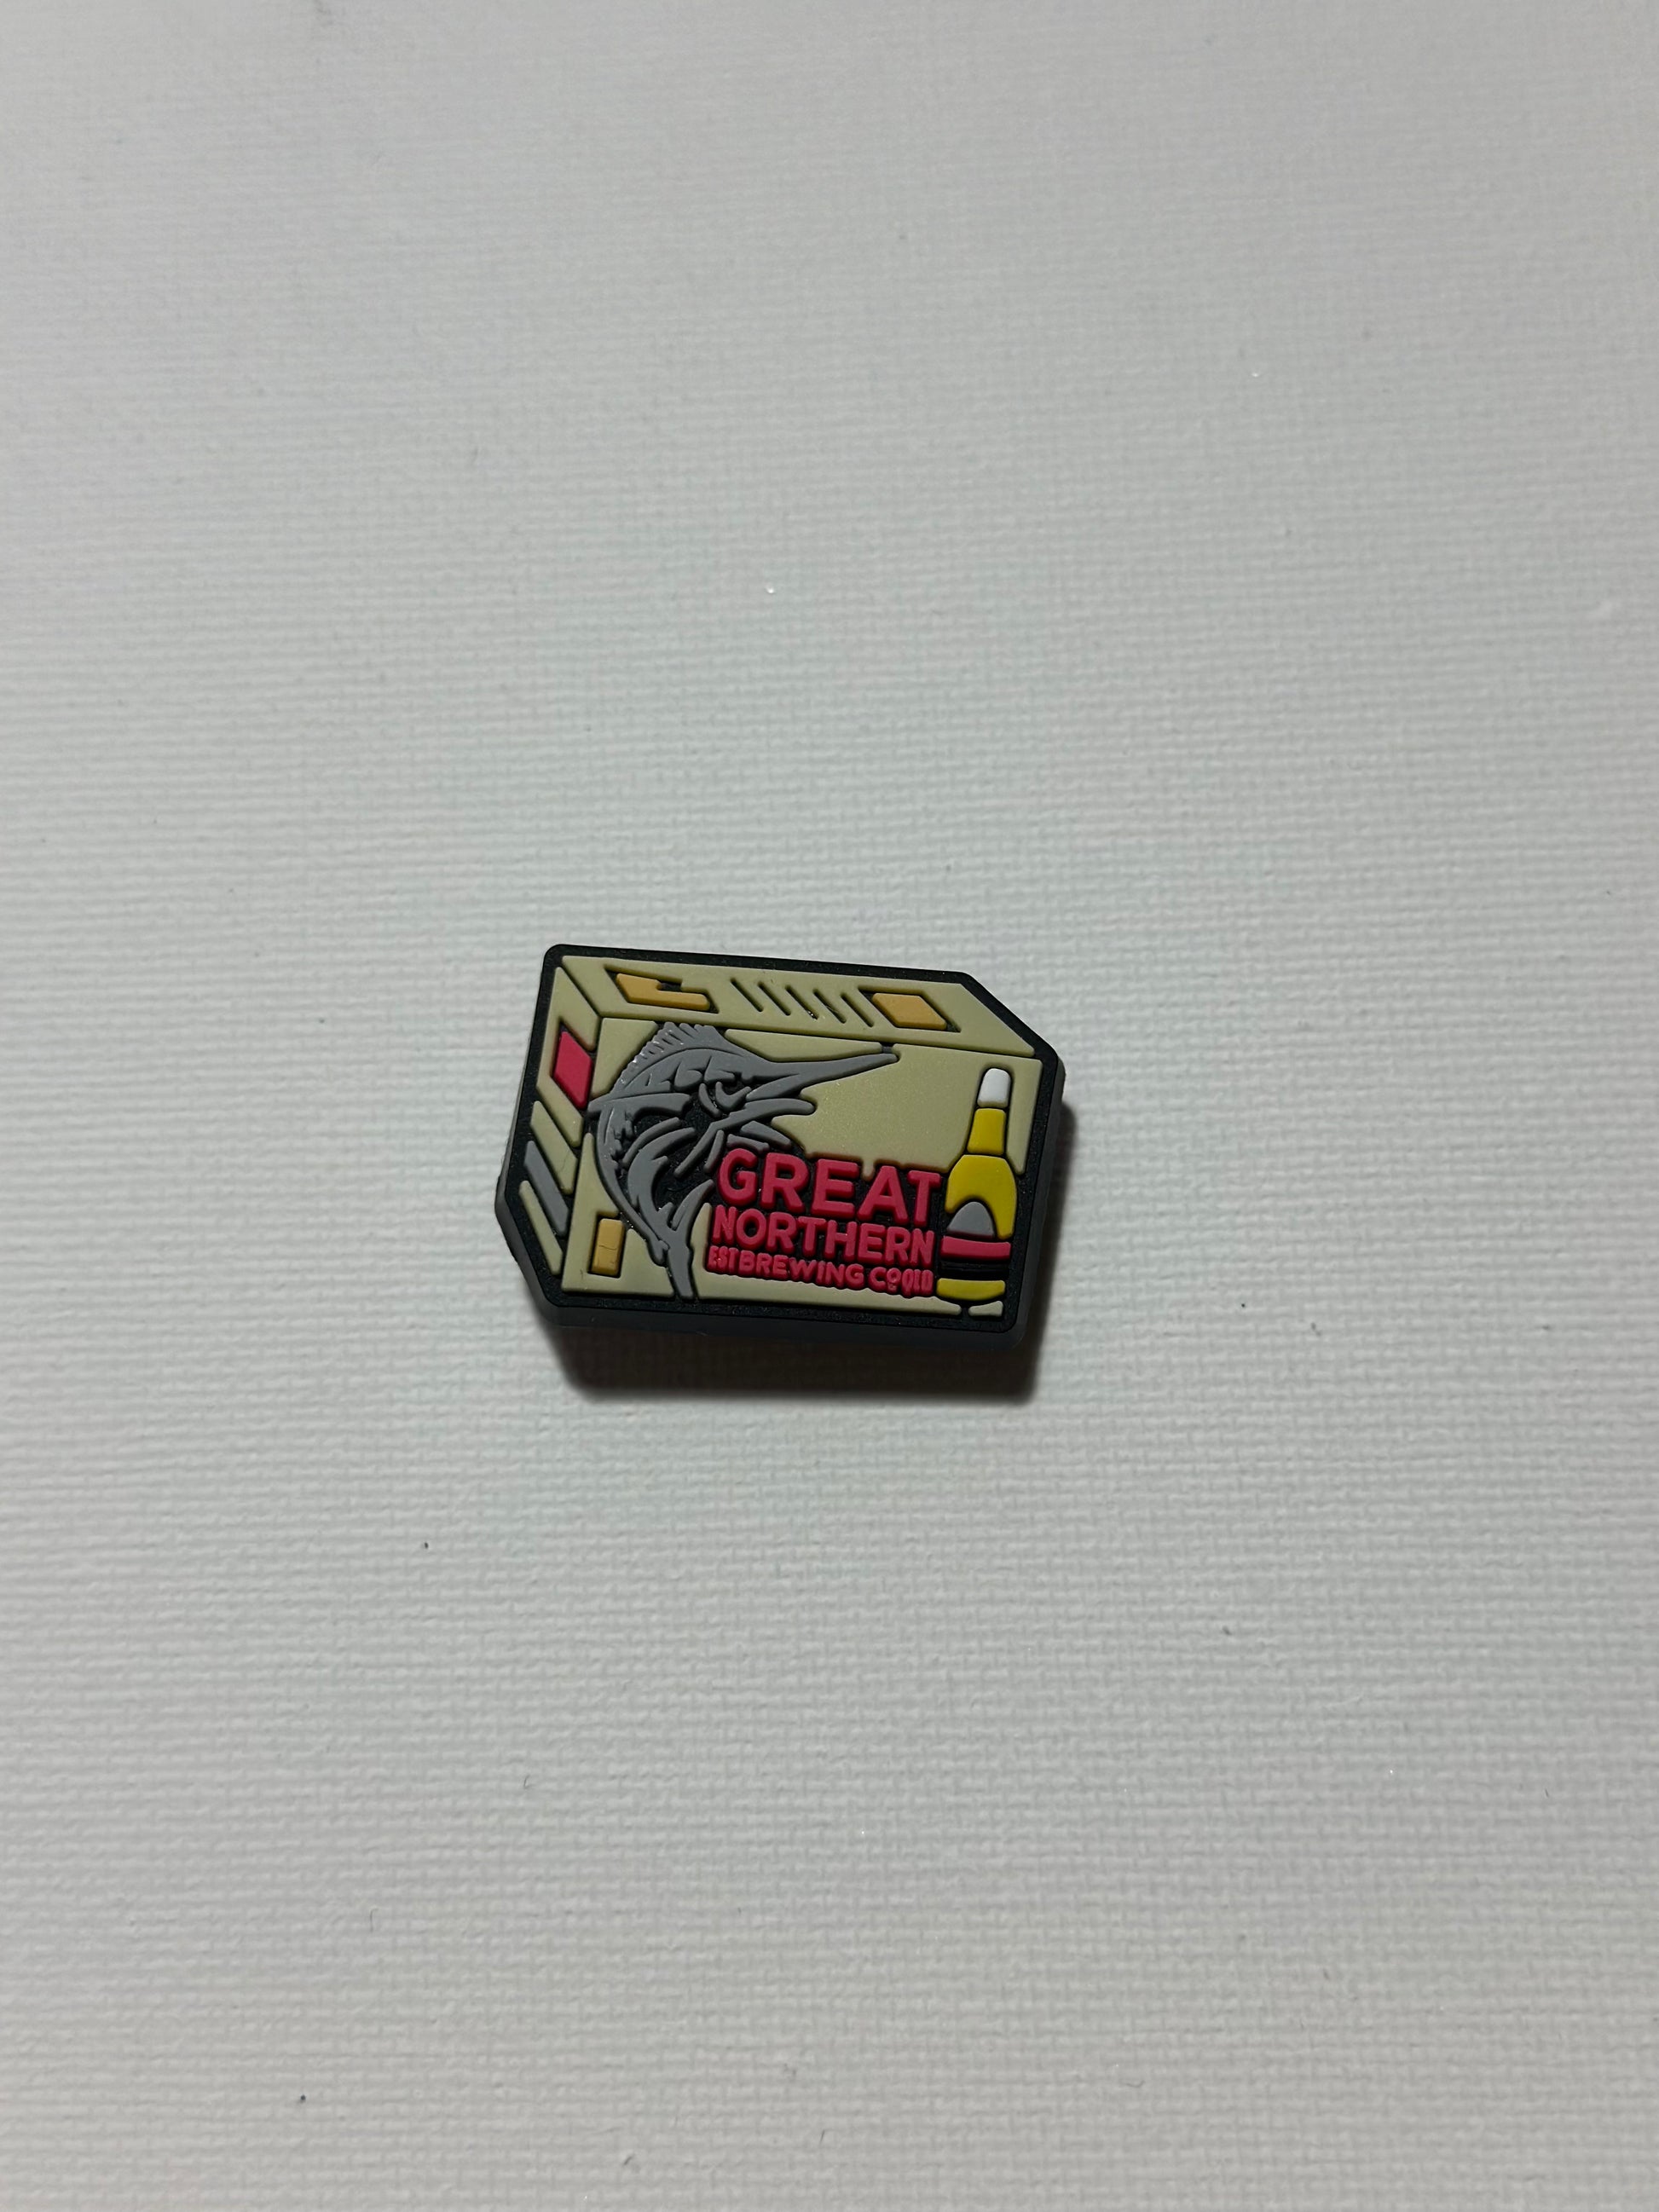 GREAT
NORTHERN
EST BREWING Co QLD